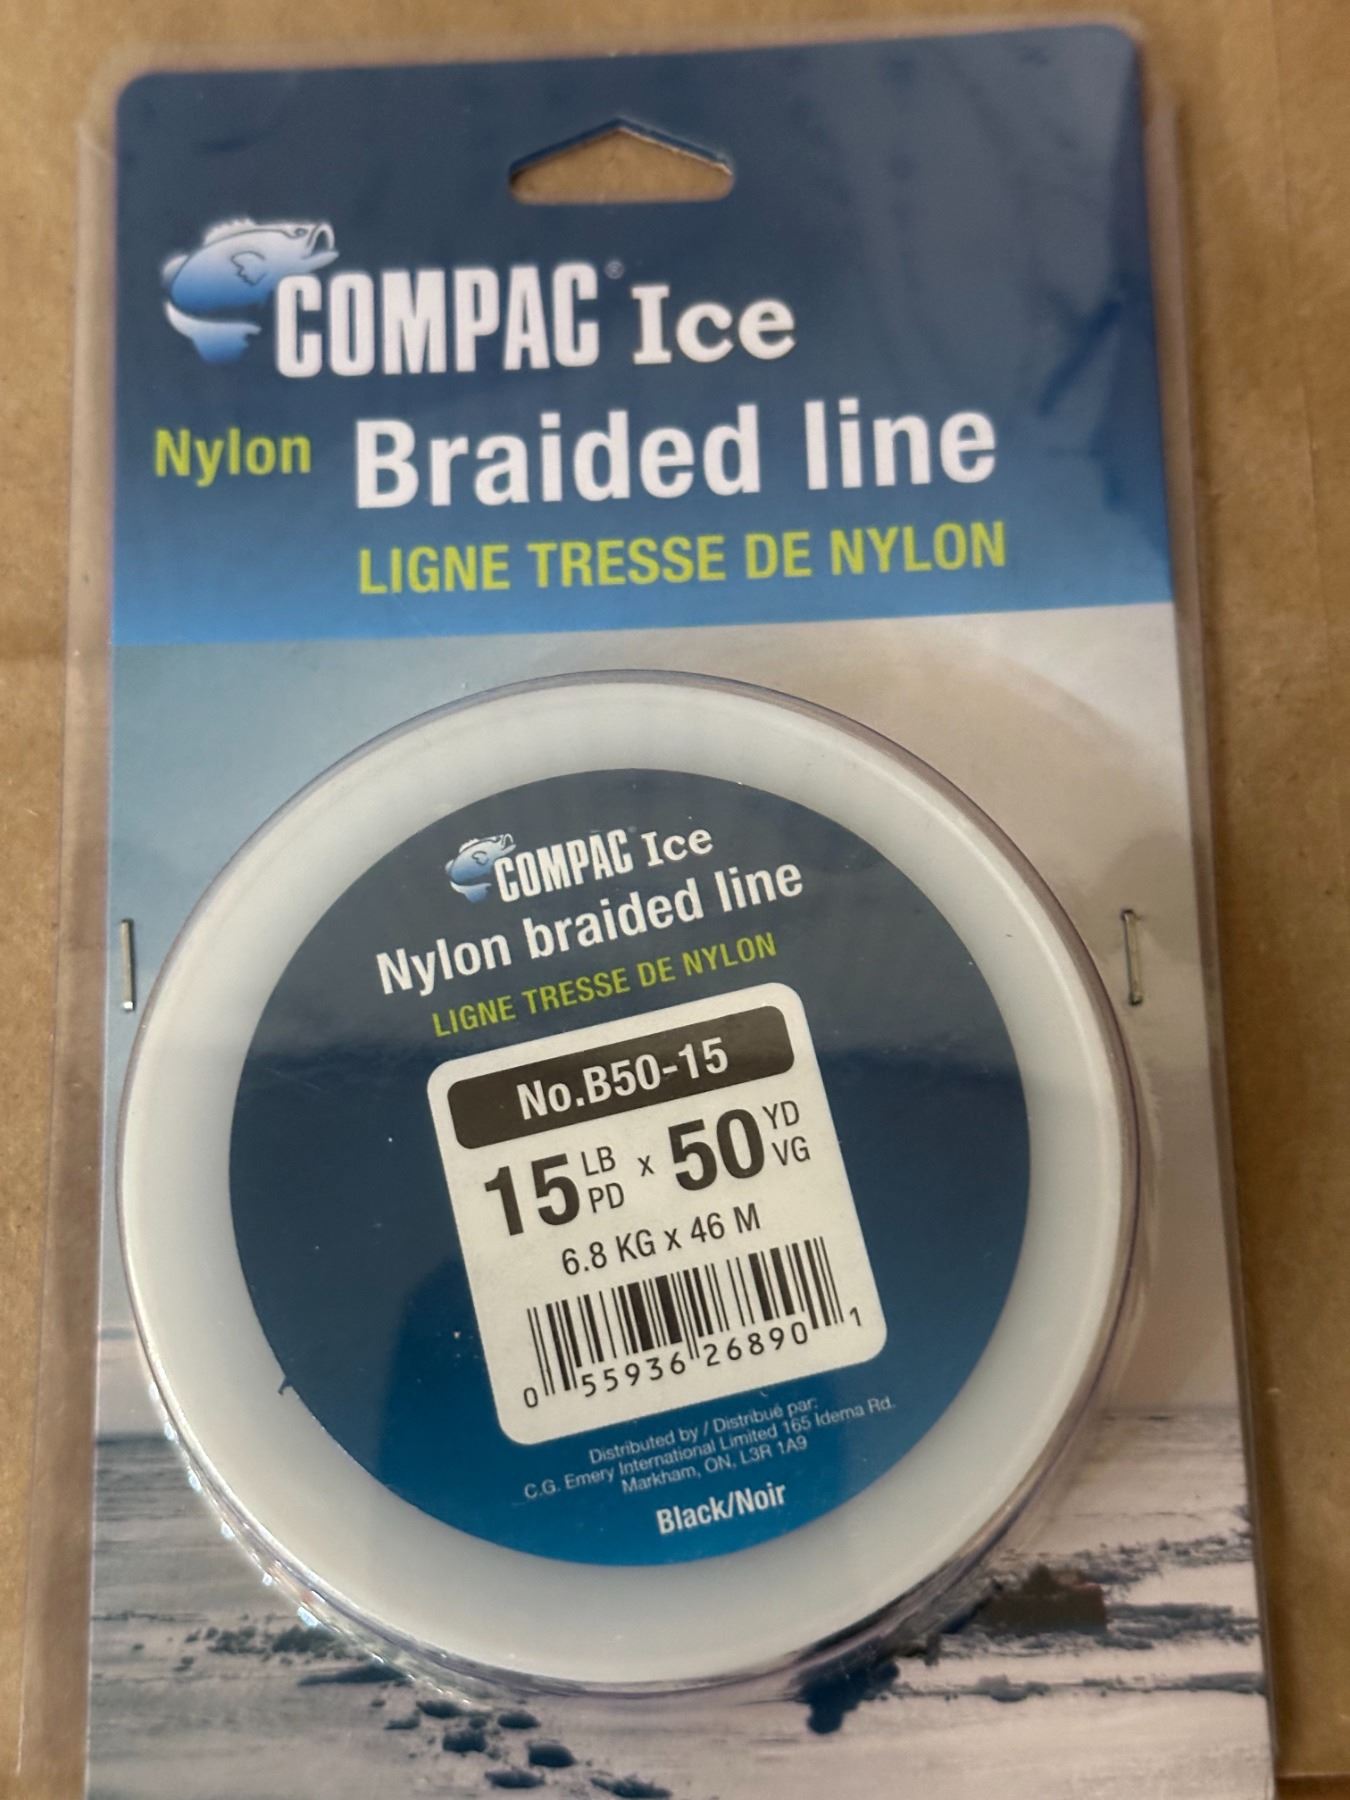 COMPAC® Ice
Nylon Braided line
LIGNE TRESSE DE NYLON
COMPAC Ice
Nylon braided line
LIGNE TRESSE DE NYLON
No.B50-15
15 LB PD x 50 YD VG
6.8 KG x 46 M
0 55936 26890 1
Distributed by / Distribué par:
C.G. Emery International Limited 165 Idema Rd.
Markham, ON, L3R 1A9
Black/Noir